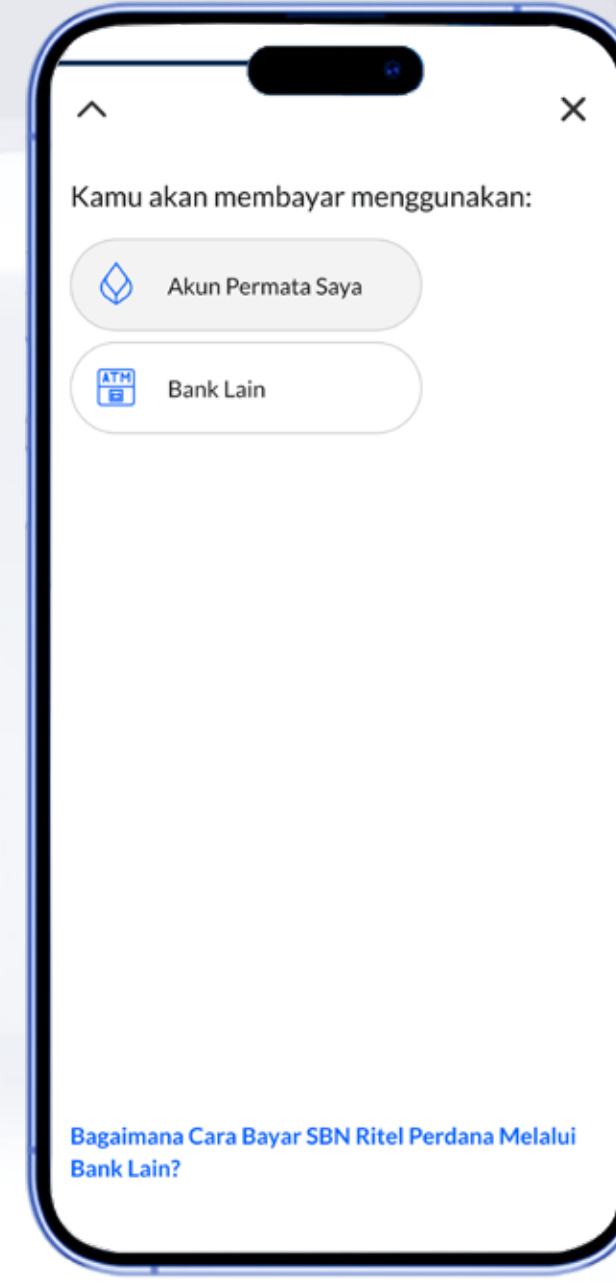 Kamu akan membayar menggunakan:
Akun Permata Saya
ATM
Bank Lain
Bagaimana Cara Bayar SBN Ritel Perdana Melalui
Bank Lain?